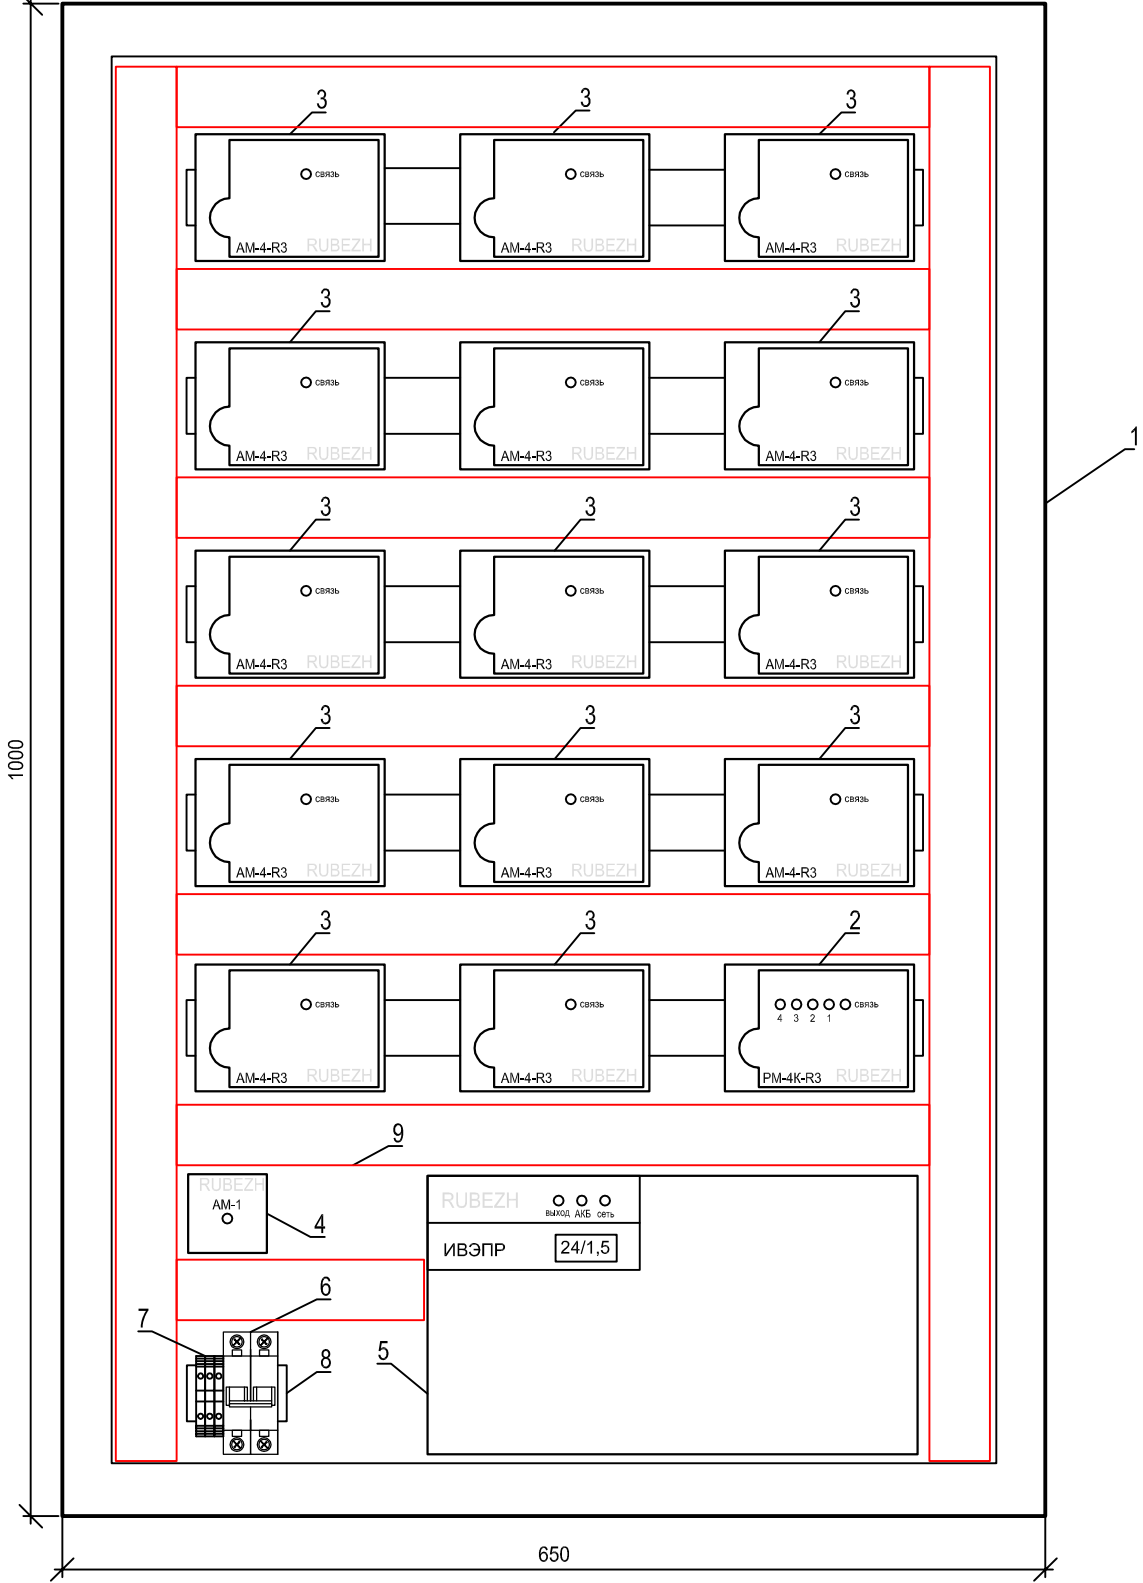 3 3 3
связь связь связь
AM-4-R3 RUBEZH AM-4-R3 RUBEZH AM-4-R3 RUBEZH
3 3
связь связь связь
AM-4-R3 RUBEZH AM-4-R3 RUBEZH AM-4-R3 RUBEZH
1
3 3 3
связь связь связь
AM-4-R3 RUBEZH AM-4-R3 RUBEZH AM-4-R3 RUBEZH
3 3 3
1000
связь связь связь
AM-4-R3 RUBEZH AM-4-R3 RUBEZH AM-4-R3 RUBEZH
3 3 2
связь связь связь
4 3 2 1
AM-4-R3 RUBEZH AM-4-R3 RUBEZH РМ-4К-R3 RUBEZH
9
RUBEZH
АМ-1
4
RUBEZH
выход АКБ сеть
ИВЭПР 24/1,5
6
7
5
8
650